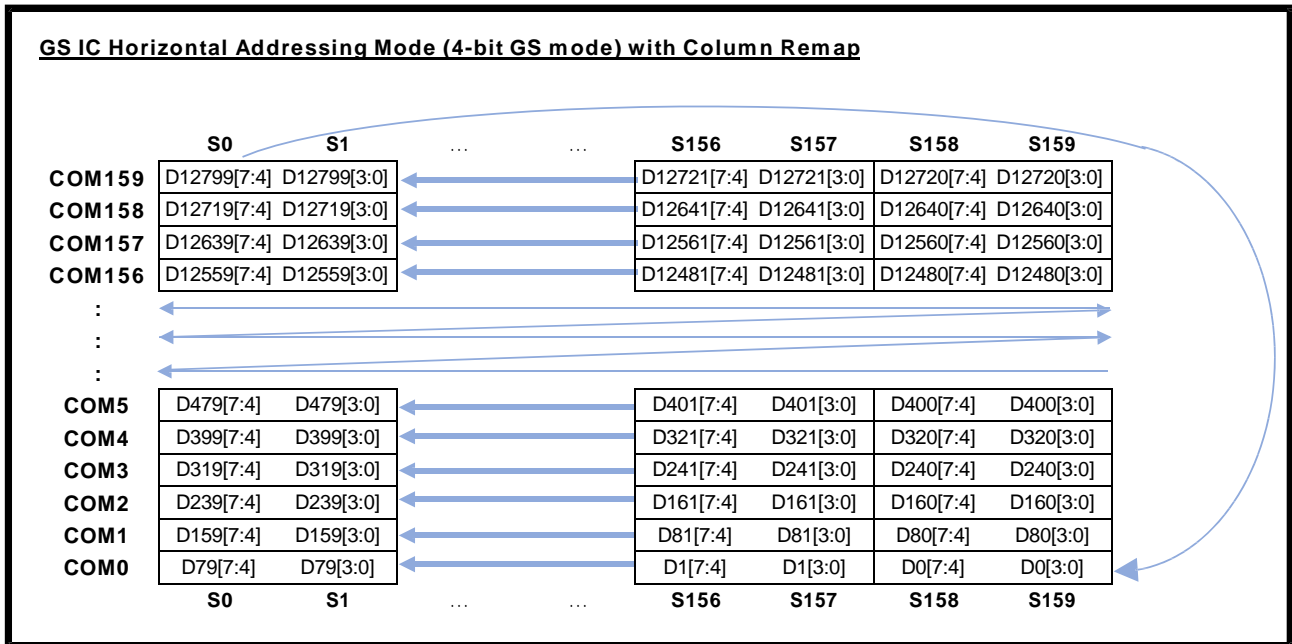 GS IC Horizontal Addressing Mode (4-bit GS mode) with Column Remap
S0 S1 ... ... S156 S157 S158 S159
COM159 D12799[7:4] D12799[3:0] D12721[7:4] D12721[3:0] D12720[7:4] D12720[3:0]
COM158 D12719[7:4] D12719[3:0] D12641[7:4] D12641[3:0] D12640[7:4] D12640[3:0]
COM157 D12639[7:4] D12639[3:0] D12561[7:4] D12561[3:0] D12560[7:4] D12560[3:0]
COM156 D12559[7:4] D12559[3:0] D12481[7:4] D12481[3:0] D12480[7:4] D12480[3:0]
:
:
:
COM5 D479[7:4] D479[3:0] D401[7:4] D401[3:0] D400[7:4] D400[3:0]
COM4 D399[7:4] D399[3:0] D321[7:4] D321[3:0] D320[7:4] D320[3:0]
COM3 D319[7:4] D319[3:0] D241[7:4] D241[3:0] D240[7:4] D240[3:0]
COM2 D239[7:4] D239[3:0] D161[7:4] D161[3:0] D160[7:4] D160[3:0]
COM1 D159[7:4] D159[3:0] D81[7:4] D81[3:0] D80[7:4] D80[3:0]
COM0 D79[7:4] D79[3:0] D1[7:4] D1[3:0] D0[7:4] D0[3:0]
S0 S1 ... ... S156 S157 S158 S159